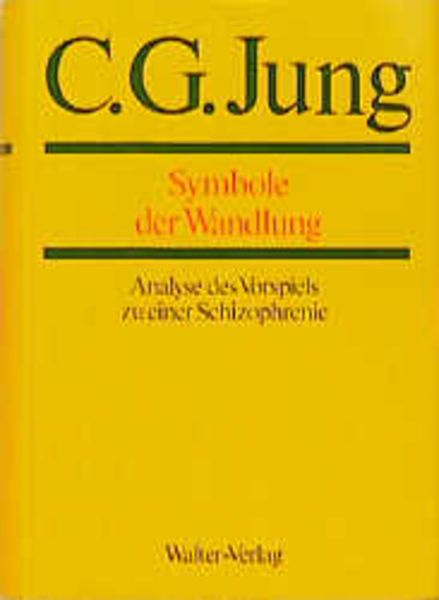 C.G. Jung
Symbole
der Wandlung
Analyse des Vorspiels
zu einer Schizophrenie
Walter-Verlag